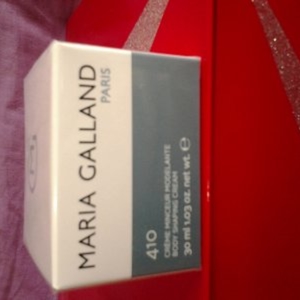 MARIA GALLAND
PARIS
410
CRÈME MINCEUR MODELANTE
BODY SHAPING CREAM
30 ml 1.03 oz. net wt. ℮